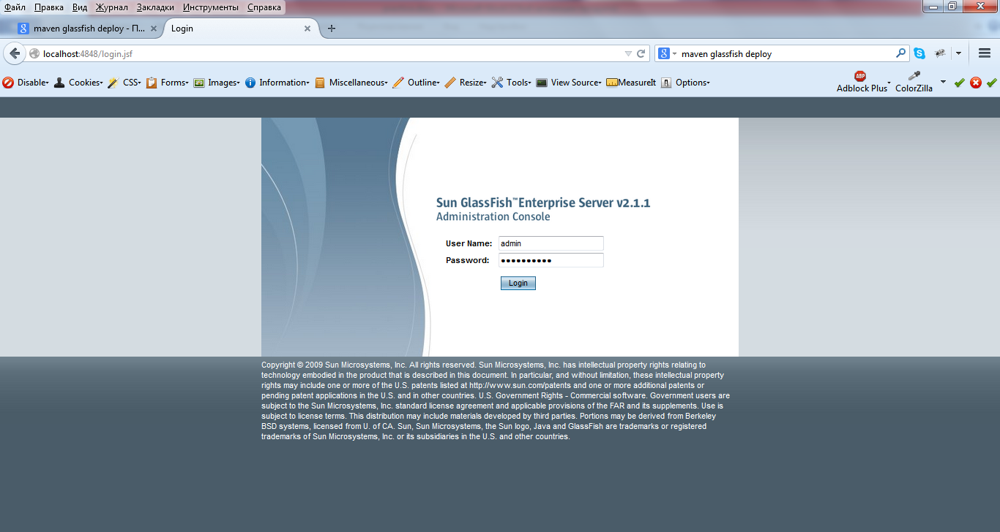 Файл Правка Вид Журнал Закладки Инструменты Справка
maven glassfish deploy - П... Login
localhost:4848/login.jsf maven glassfish deploy
Disable Cookies CSS Forms Images Information Miscellaneous Outline Resize Tools View Source MeasureIt Options ABP Adblock Plus ColorZilla
Sun GlassFish™ Enterprise Server v2.1.1
Administration Console
User Name: admin
Password: ••••••••••
Login
Copyright © 2009 Sun Microsystems, Inc. All rights reserved. Sun Microsystems, Inc. has intellectual property rights relating to
technology embodied in the product that is described in this document. In particular, and without limitation, these intellectual property
rights may include one or more of the U.S. patents listed at http://www.sun.com/patents and one or more additional patents or
pending patent applications in the U.S. and in other countries. U.S. Government Rights - Commercial software. Government users are
subject to the Sun Microsystems, Inc. standard license agreement and applicable provisions of the FAR and its supplements. Use is
subject to license terms. This distribution may include materials developed by third parties. Portions may be derived from Berkeley
BSD systems, licensed from U. of CA. Sun, Sun Microsystems, the Sun logo, Java and GlassFish are trademarks or registered
trademarks of Sun Microsystems, Inc. or its subsidiaries in the U.S. and other countries.